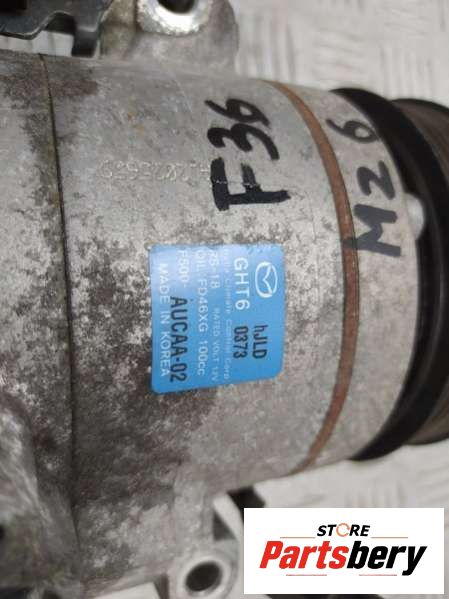 F36
M26
GHT6 hJLD
0373
Climate Control Corp
RATED VOLT 12V
OIL:FD46XG 100cc
F500- AUCAA-02
MADE IN KOREA
STORE
Partsbery